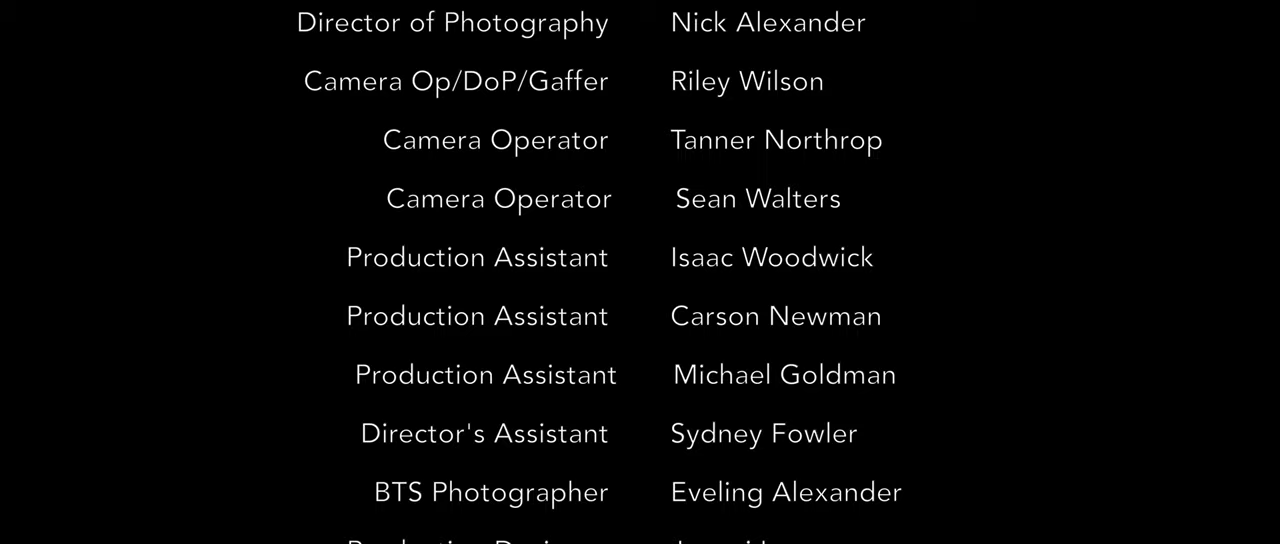 Director of Photography Nick Alexander
Camera Op/DoP/Gaffer Riley Wilson
Camera Operator Tanner Northrop
Camera Operator Sean Walters
Production Assistant Isaac Woodwick
Production Assistant Carson Newman
Production Assistant Michael Goldman
Director's Assistant Sydney Fowler
BTS Photographer Eveling Alexander
Production